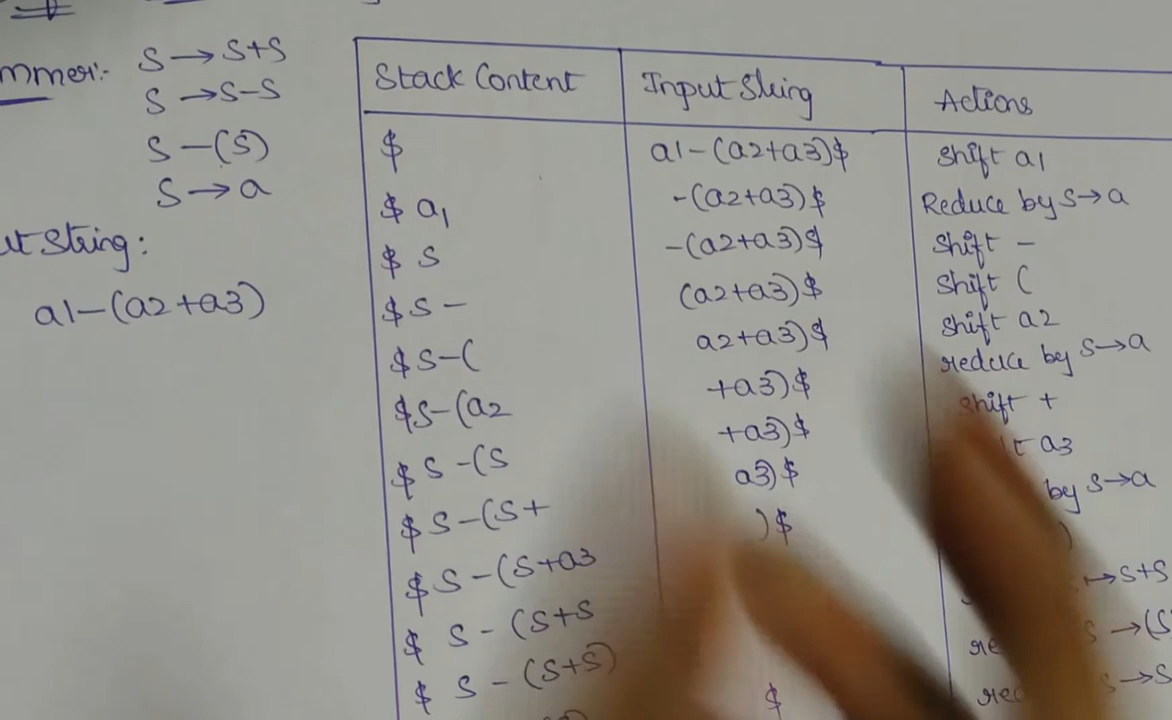 mmer:- S → S+S
S → S-S
S -(S)
S → a
ut String:
a1-(a2+a3)
Stack Content Input String Actions
$ a1-(a2+a3)$ Shift a1
$ a1 -(a2+a3)$ Reduce by S→a
$ S -(a2+a3)$ Shift -
$S - (a2+a3)$ Shift (
$S-( a2+a3)$ Shift a2
$S-(a2 +a3)$ reduce by S→a
$ S -(S +a3)$ shift +
$ S -(S+ a3)$ t a3
$ S -(S+a3 )$ by S→a
$ S - (S+S )
$ S - (S+S) $ →S+S
→(S
→S